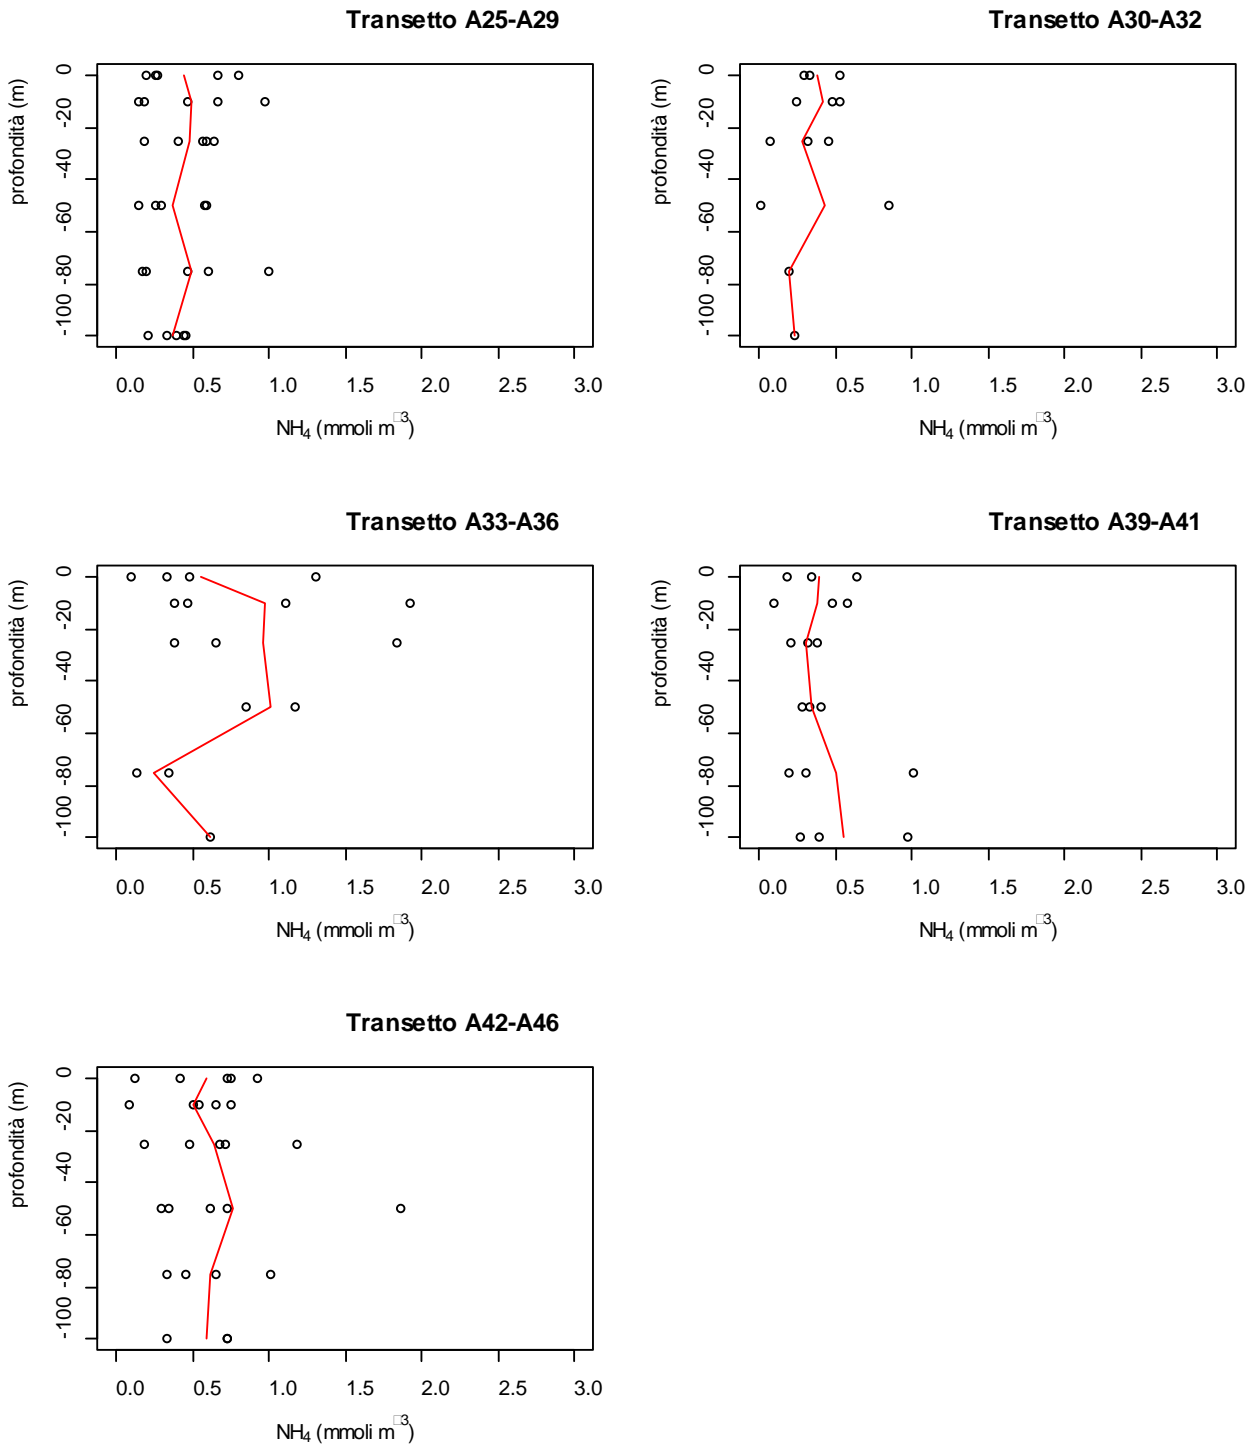 Transetto A25-A29
profondità (m)
0
-20
-40
-60
-80
-100
0.0 0.5 1.0 1.5 2.0 2.5 3.0
NH4 (mmoli m□3)
Transetto A30-A32
profondità (m)
0
-20
-40
-60
-80
-100
0.0 0.5 1.0 1.5 2.0 2.5 3.0
NH4 (mmoli m□3)
Transetto A33-A36
profondità (m)
0
-20
-40
-60
-80
-100
0.0 0.5 1.0 1.5 2.0 2.5 3.0
NH4 (mmoli m□3)
Transetto A39-A41
profondità (m)
0
-20
-40
-60
-80
-100
0.0 0.5 1.0 1.5 2.0 2.5 3.0
NH4 (mmoli m□3)
Transetto A42-A46
profondità (m)
0
-20
-40
-60
-80
-100
0.0 0.5 1.0 1.5 2.0 2.5 3.0
NH4 (mmoli m□3)